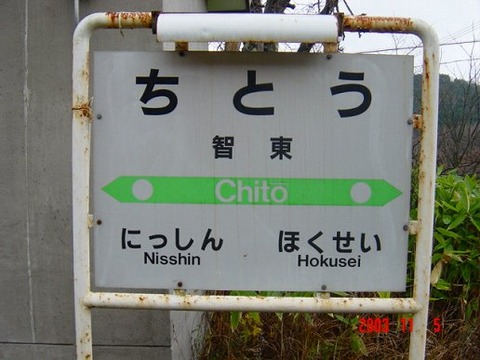 ちとう
智東
Chito
にっしん ほくせい
Nisshin Hokusei
2003 11 5